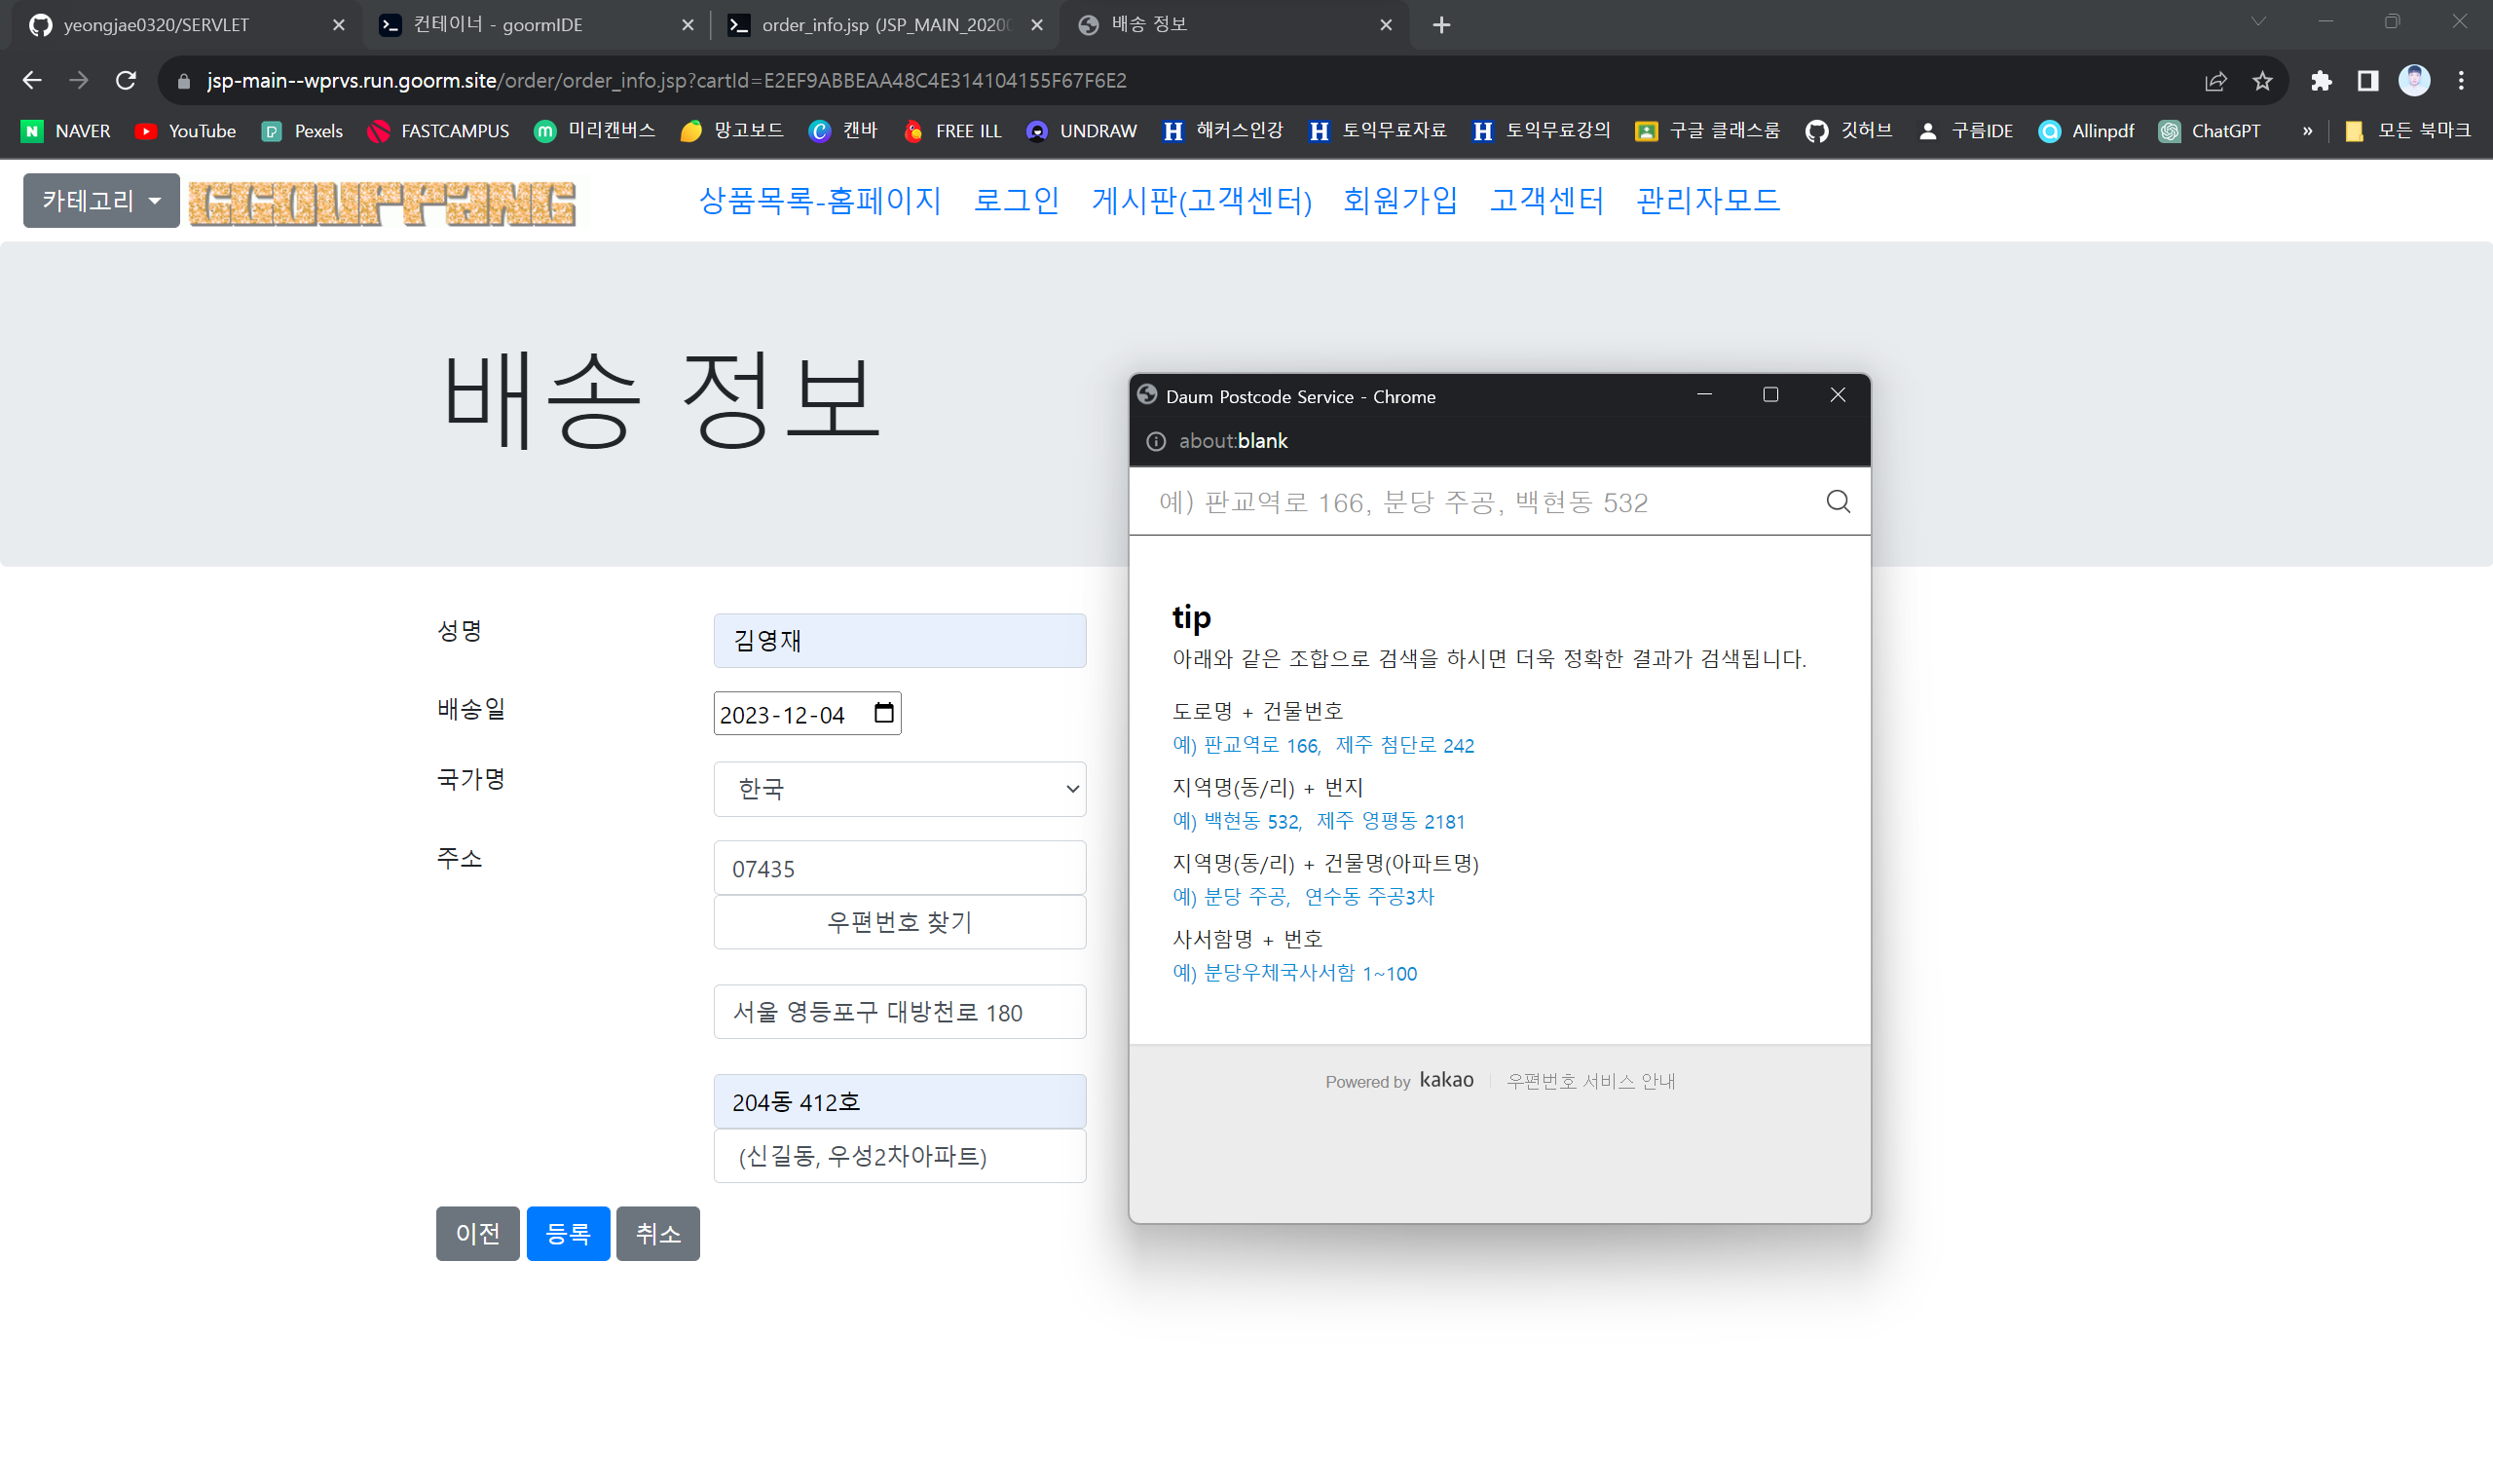 yeongjae0320/SERVLET
컨테이너 - goormIDE
order_info.jsp (JSP_MAIN_2020
배송 정보
jsp-main--wprvs.run.goorm.site/order/order_info.jsp?cartId=E2EF9ABBEAA48C4E314104155F67F6E2
NAVER YouTube Pexels FASTCAMPUS 미리캔버스 망고보드 캔바 FREE ILL UNDRAW 해커스인강 토익무료자료 토익무료강의 구글 클래스룸 깃허브 구름IDE Allinpdf ChatGPT » 모든 북마크
카테고리 GGOUPPANG 상품목록-홈페이지 로그인 게시판(고객센터) 회원가입 고객센터 관리자모드
배송 정보
성명 김영재
배송일 2023-12-04
국가명 한국
주소 07435
우편번호 찾기
서울 영등포구 대방천로 180
204동 412호
(신길동, 우성2차아파트)
이전 등록 취소
Daum Postcode Service - Chrome
about:blank
예) 판교역로 166, 분당 주공, 백현동 532
tip
아래와 같은 조합으로 검색을 하시면 더욱 정확한 결과가 검색됩니다.
도로명 + 건물번호
예) 판교역로 166, 제주 첨단로 242
지역명(동/리) + 번지
예) 백현동 532, 제주 영평동 2181
지역명(동/리) + 건물명(아파트명)
예) 분당 주공, 연수동 주공3차
사서함명 + 번호
예) 분당우체국사서함 1~100
Powered by kakao 우편번호 서비스 안내